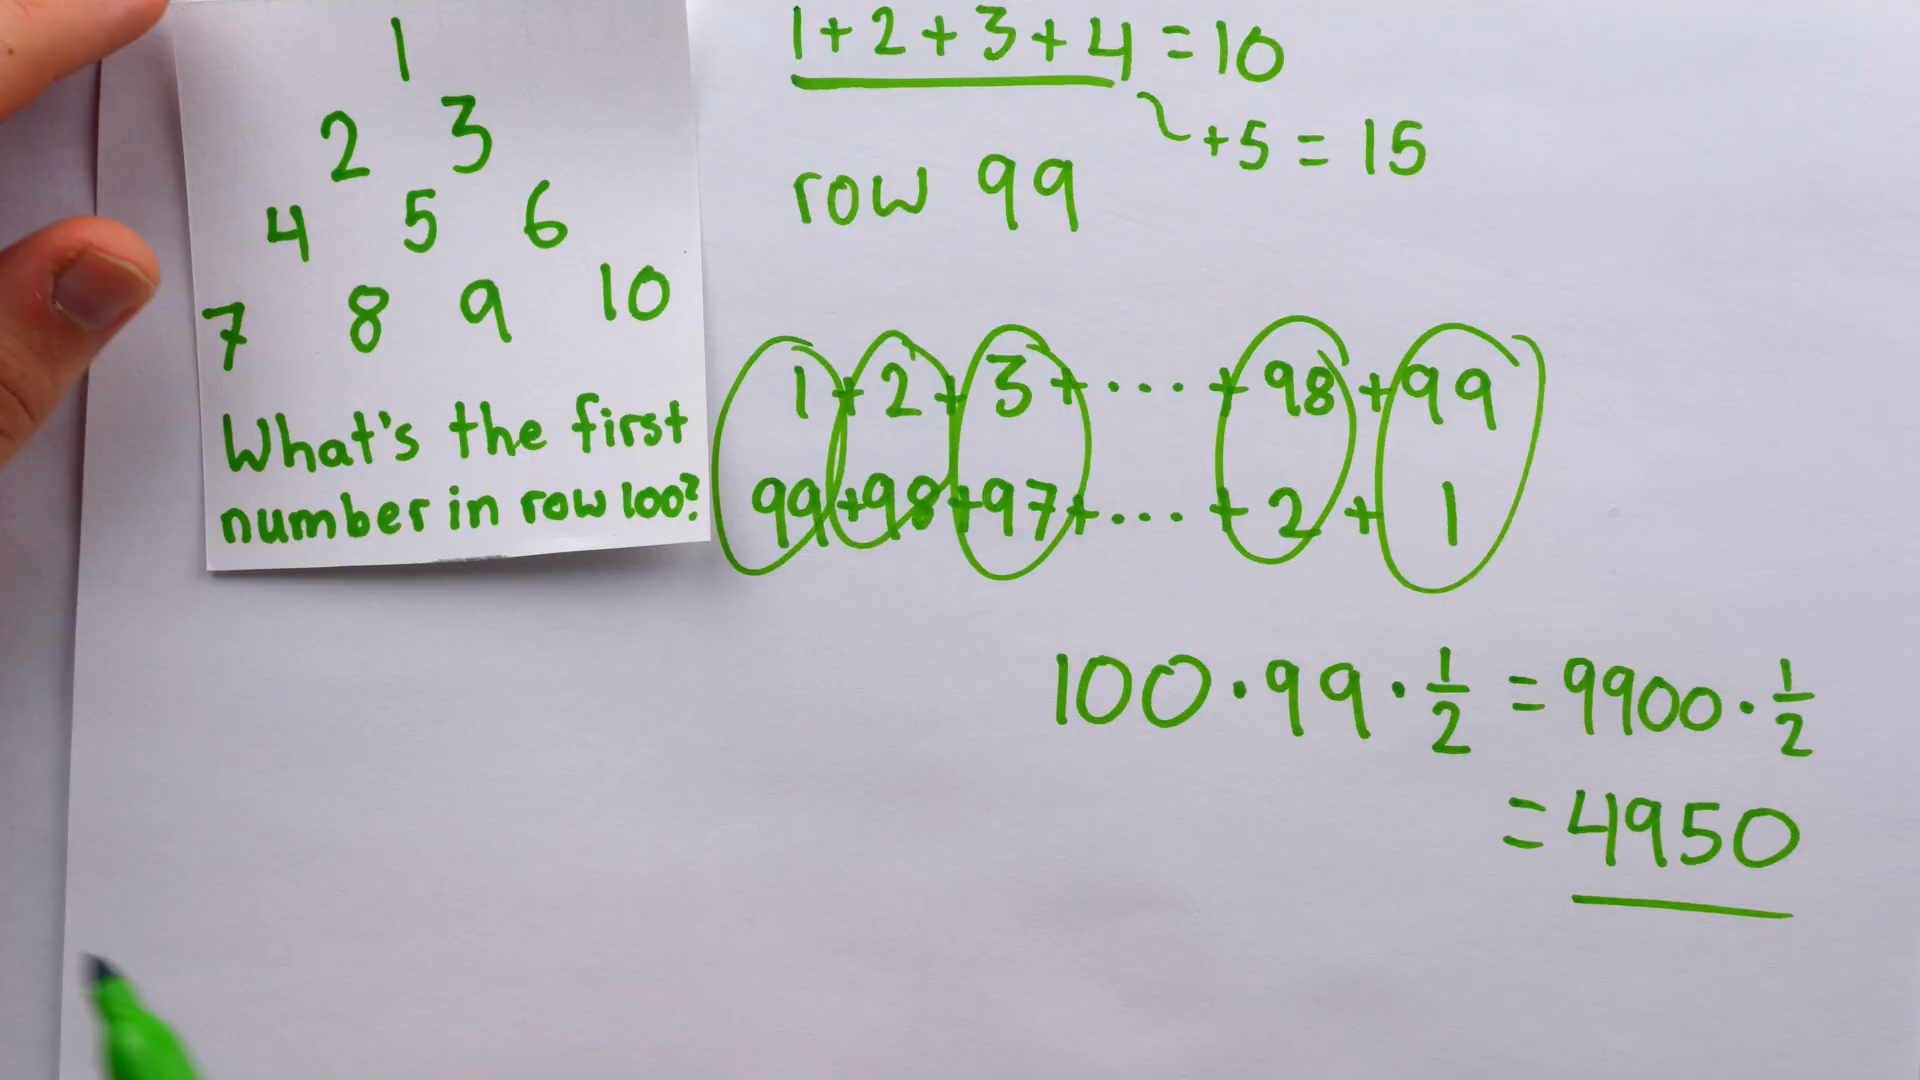 1
2 3
4 5 6
7 8 9 10
What's the first
number in row 100?
1+2+3+4 = 10
+5 = 15
row 99
1+2+3+···+98+99
99+98+97+···+2+1
100·99·1/2 = 9900·1/2
= 4950